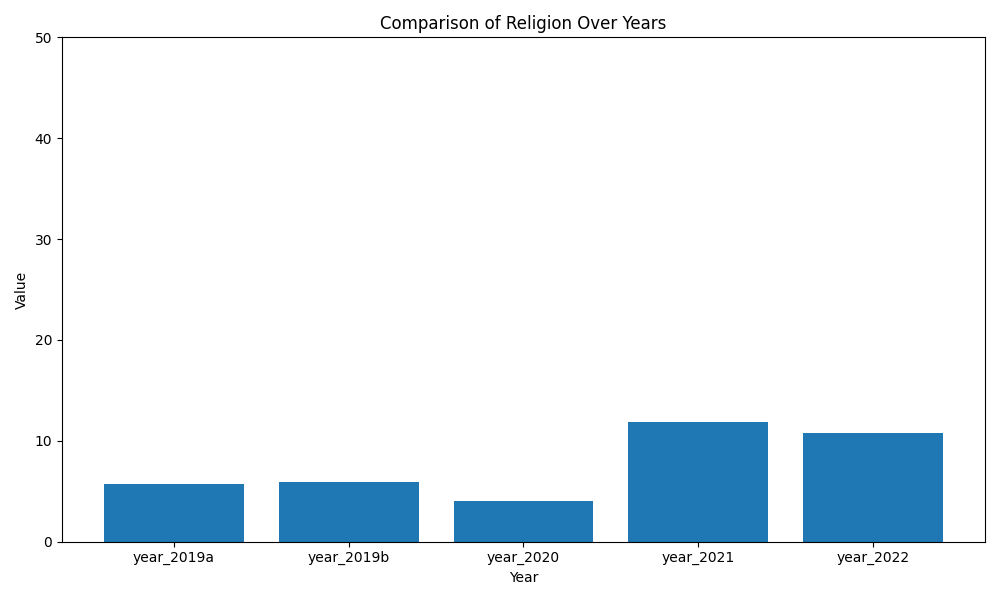 Comparison of Religion Over Years
50
40
30
20
10
0
Value
year_2019a year_2019b year_2020 year_2021 year_2022
Year